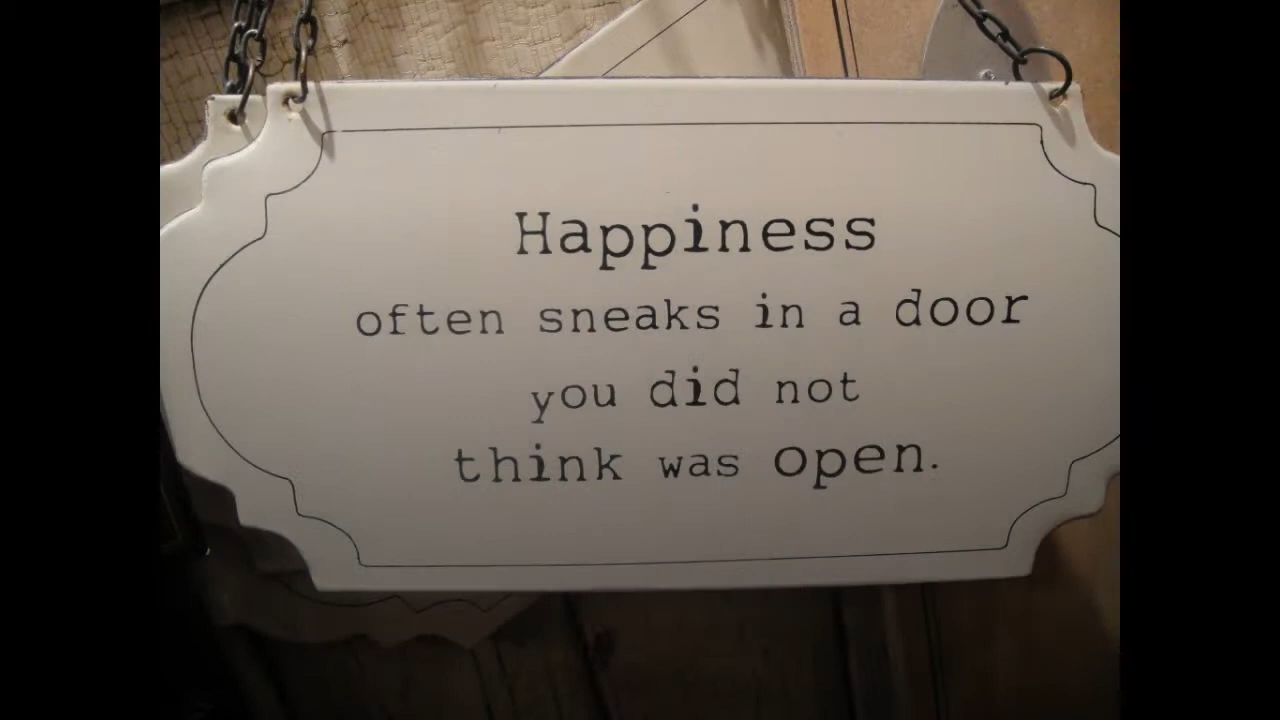 Happiness
often sneaks in a door
you did not
think was open.